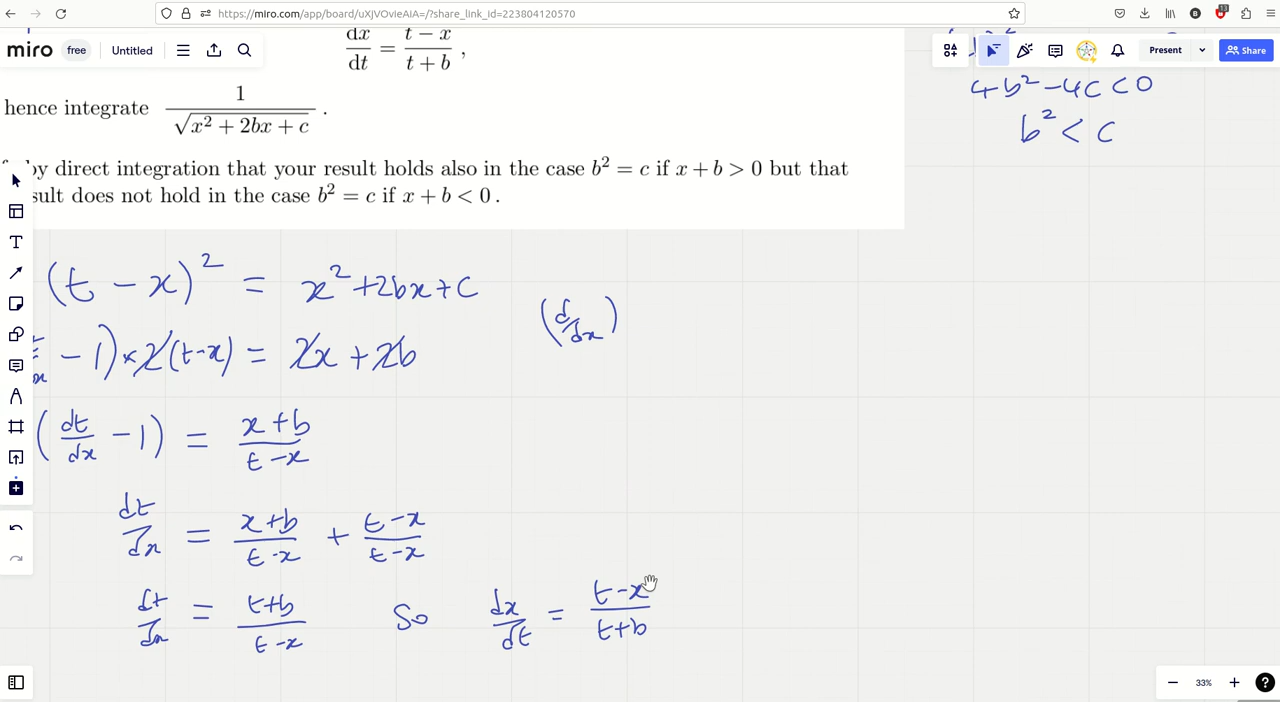 https://miro.com/app/board/uXJVOvIeAIA=/?share_link_id=223804120570
miro free Untitled
Present
Share
dx/dt = (t − x)/(t + b) ,
hence integrate 1/√(x² + 2bx + c) .
by direct integration that your result holds also in the case b² = c if x + b > 0 but that
sult does not hold in the case b² = c if x + b < 0 .
4b² − 4c < 0
b² < c
(t − x)² = x² + 2bx + c
(d/dx)
− 1) × 2(t−x) = 2x + 2b
(dt/dx − 1) = (x+b)/(t−x)
dt/dx = (x+b)/(t−x) + (t−x)/(t−x)
dt/dx = (t+b)/(t−x) So dx/dt = (t−x)/(t+b)
33%